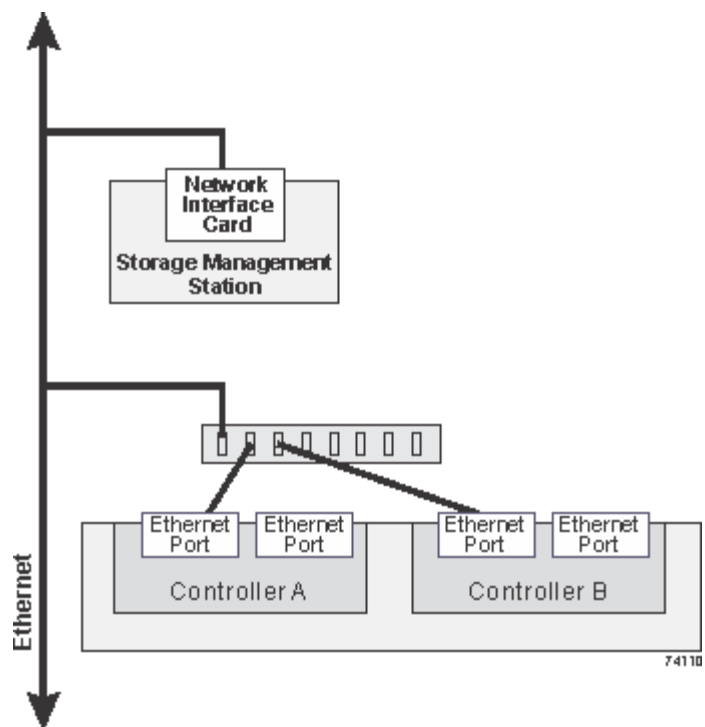 Network
Interface
Card
Storage Management
Station
Ethernet
Port
Ethernet
Port
Ethernet
Port
Ethernet
Port
Controller A
Controller B
Ethernet
74110